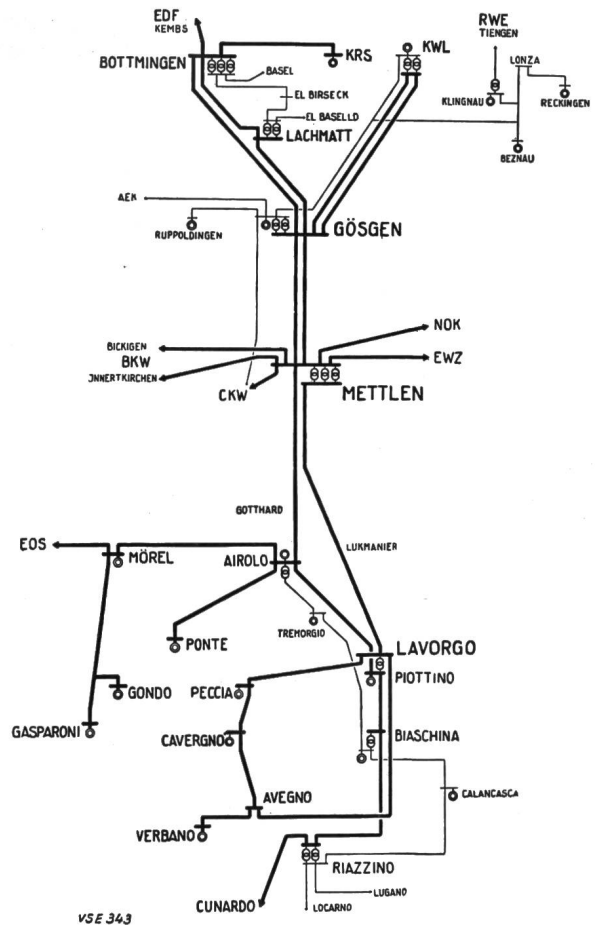 EDF
KEMBS
RWE
TIENGEN
BOTTMINGEN
KRS
KWL
LONZA
BASEL
EL BIRSECK
KLINGNAU
RECKINGEN
EL BASELLD
LACHMATT
BEZNAU
AEK
RUPPOLDINGEN
GÖSGEN
NOK
BICKIGEN
BKW
EWZ
JNNERTKIRCHEN
CKW
METTLEN
GOTTHARD
EOS
MÖREL
AIROLO
LUKMANIER
PONTE
TREMORGIO
LAVORGO
PIOTTINO
GONDO
PECCIA
GASPARONI
CAVERGNO
BIASCHINA
AVEGNO
CALANCASCA
VERBANO
RIAZZINO
CUNARDO
LUGANO
LOCARNO
VSE 343